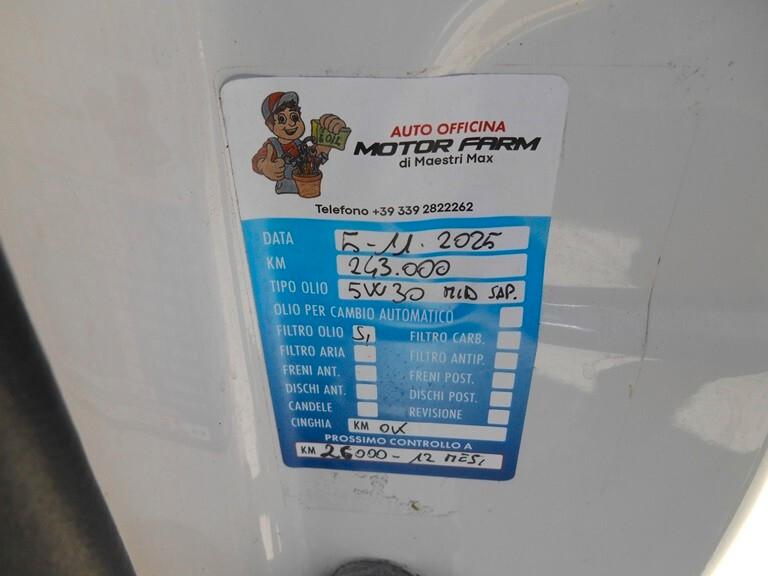 OIL
AUTO OFFICINA
MOTOR FARM
di Maestri Max
Telefono +39 339 2822262
DATA 5-11.2025
KM 243.000
TIPO OLIO 5W30 MID SAP.
OLIO PER CAMBIO AUTOMATICO
FILTRO OLIO Si FILTRO CARB.
FILTRO ARIA FILTRO ANTIP.
FRENI ANT. FRENI POST.
DISCHI ANT. DISCHI POST.
CANDELE REVISIONE
CINGHIA KM OK
PROSSIMO CONTROLLO A
KM 26000-12 MESi